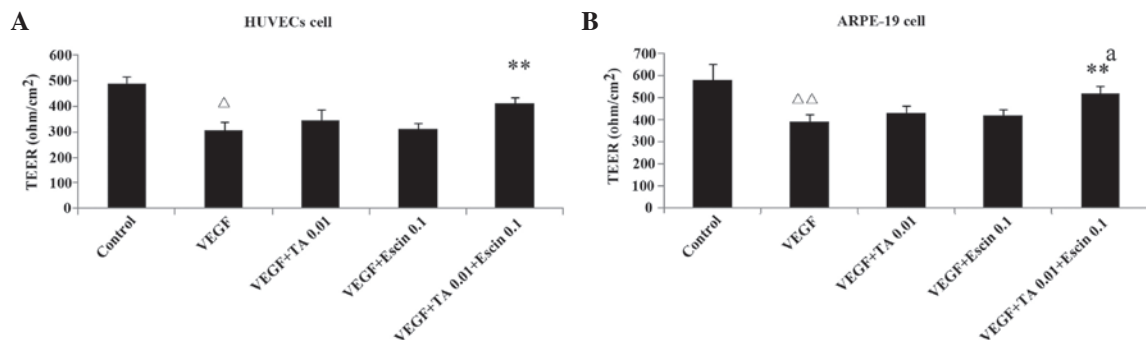 A
HUVECs cell
TEER (ohm/cm²)
600
500
400
300
200
100
0
△
**
Control
VEGF
VEGF+TA 0.01
VEGF+Escin 0.1
VEGF+TA 0.01+Escin 0.1
B
ARPE-19 cell
TEER (ohm/cm²)
700
600
500
400
300
200
100
0
△△
** a
Control
VEGF
VEGF+TA 0.01
VEGF+Escin 0.1
VEGF+TA 0.01+Escin 0.1